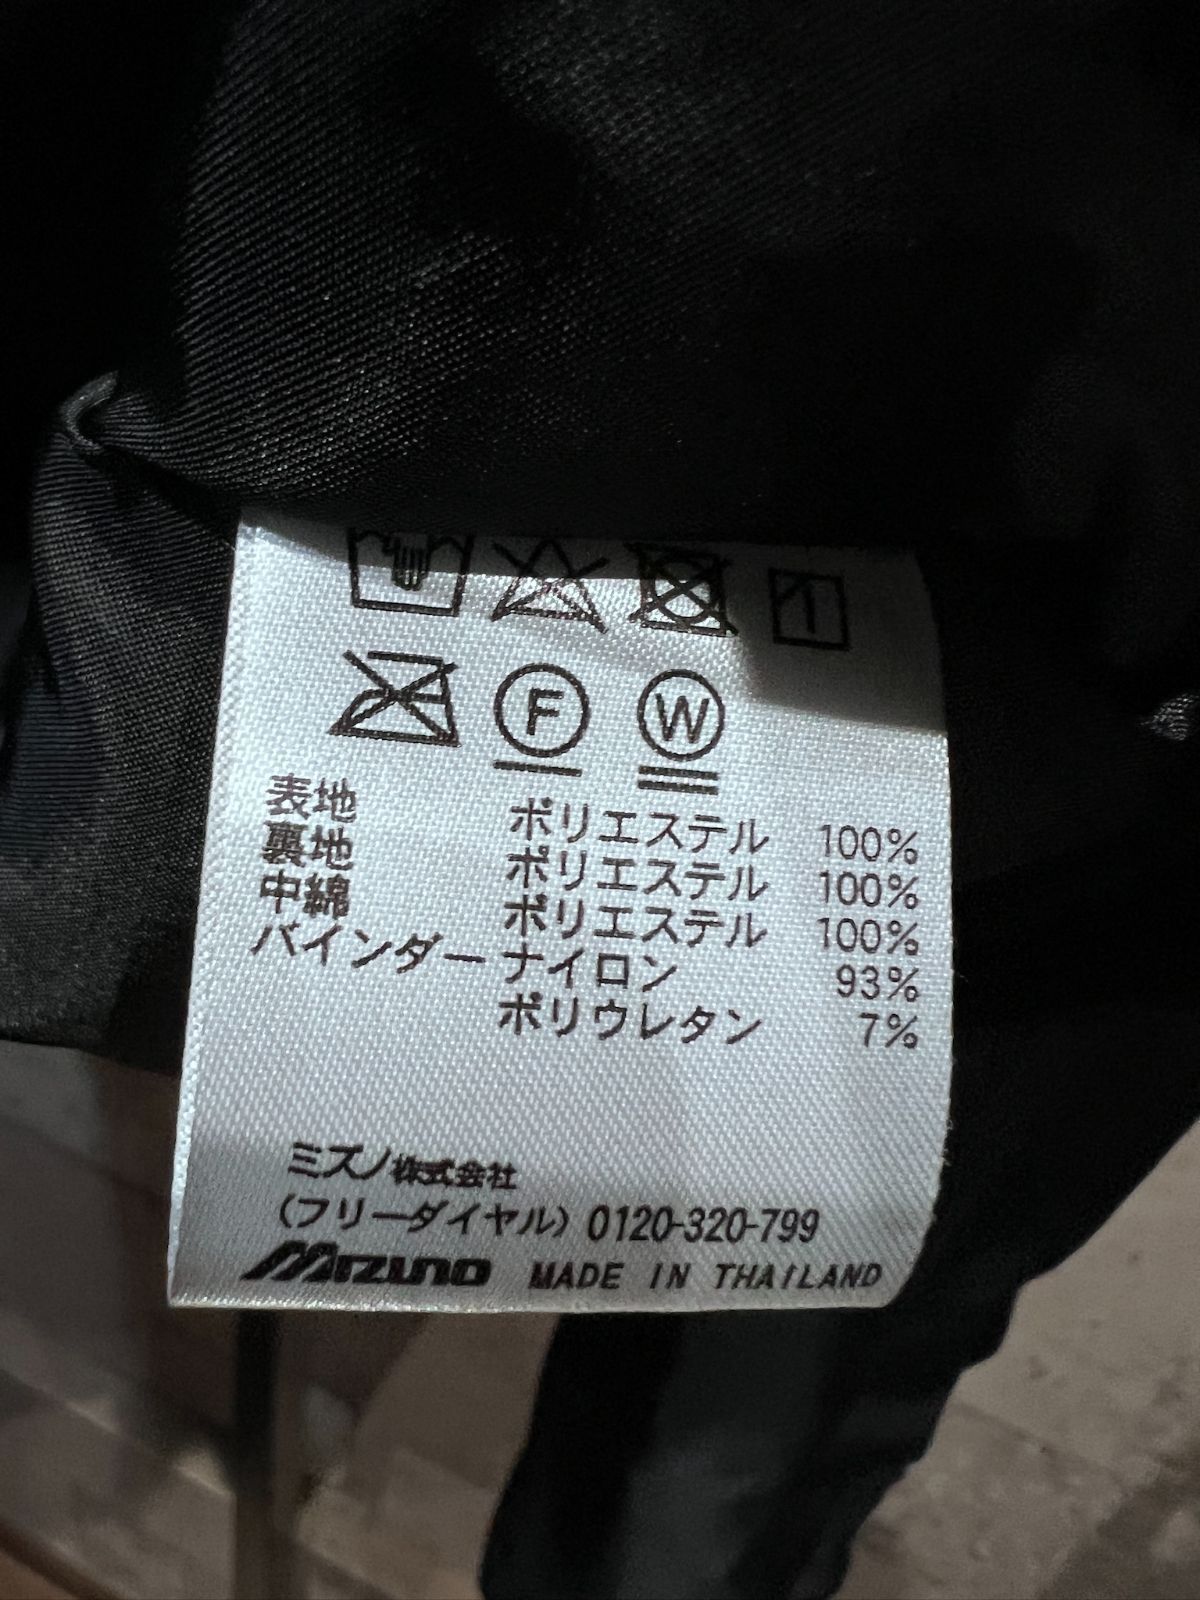 F W
表地 ポリエステル 100%
裏地 ポリエステル 100%
中綿 ポリエステル 100%
バインダー ナイロン 93%
ポリウレタン 7%
ミズノ株式会社
(フリーダイヤル) 0120-320-799
MIZUNO MADE IN THAILAND